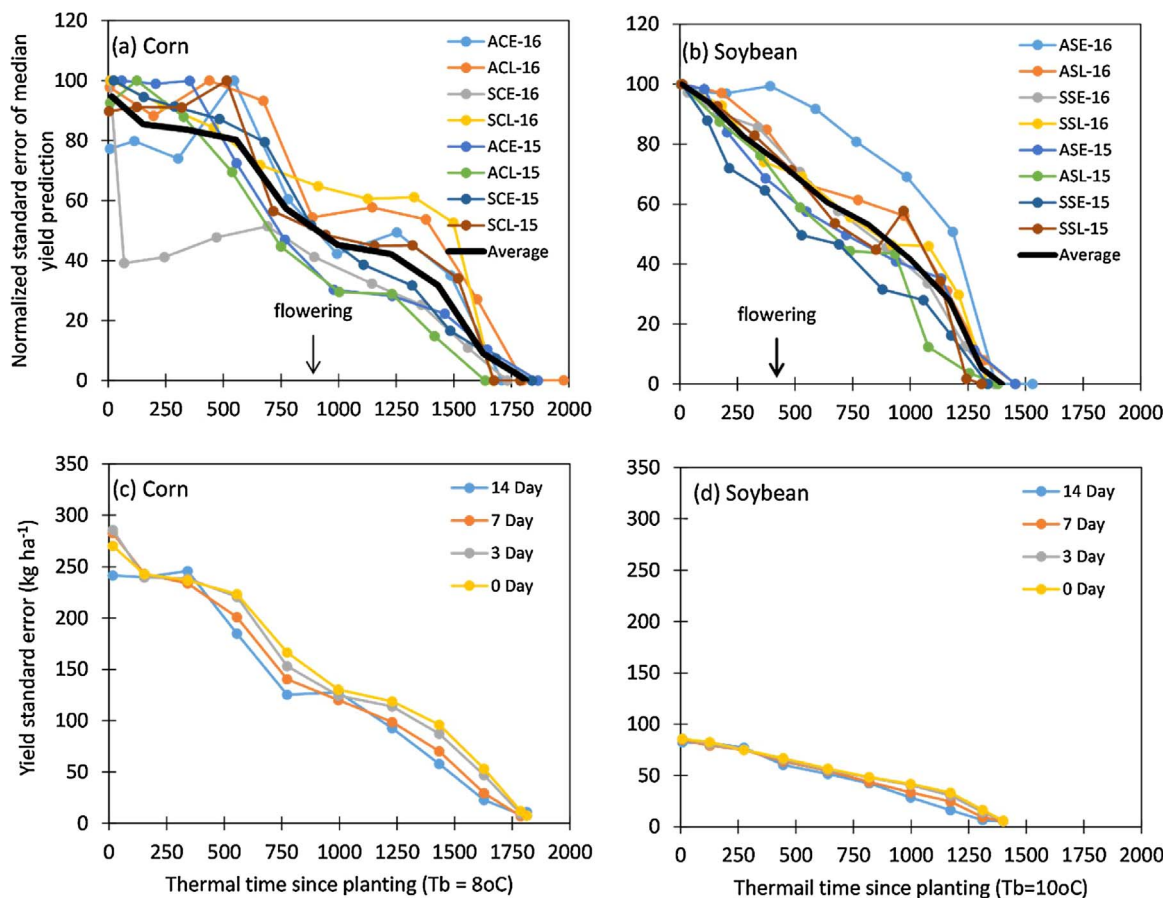 Normalized standard error of median
yield prediction
120
100
80
60
40
20
0
(a) Corn
ACE-16
ACL-16
SCE-16
SCL-16
ACE-15
ACL-15
SCE-15
SCL-15
Average
flowering
0 250 500 750 1000 1250 1500 1750 2000
120
100
80
60
40
20
0
(b) Soybean
ASE-16
ASL-16
SSE-16
SSL-16
ASE-15
ASL-15
SSE-15
SSL-15
Average
flowering
0 250 500 750 1000 1250 1500 1750 2000
Yield standard error (kg ha-1)
350
300
250
200
150
100
50
0
(c) Corn
14 Day
7 Day
3 Day
0 Day
0 250 500 750 1000 1250 1500 1750 2000
Thermal time since planting (Tb = 8oC)
350
300
250
200
150
100
50
0
(d) Soybean
14 Day
7 Day
3 Day
0 Day
0 250 500 750 1000 1250 1500 1750 2000
Thermail time since planting (Tb=10oC)